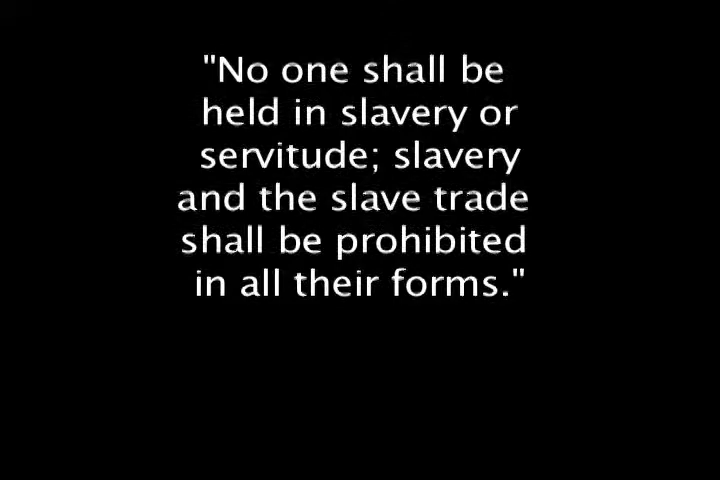 "No one shall be
held in slavery or
servitude; slavery
and the slave trade
shall be prohibited
in all their forms."